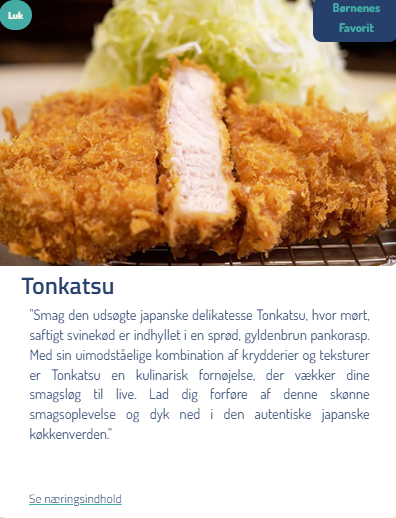 Luk
Børnenes
Favorit
Tonkatsu
"Smag den udsøgte japanske delikatesse Tonkatsu, hvor mørt,
saftigt svinekød er indhyllet i en sprød, gyldenbrun pankorasp.
Med sin uimodståelige kombination af krydderier og teksturer
er Tonkatsu en kulinarisk fornøjelse, der vækker dine
smagsløg til live. Lad dig forføre af denne skønne
smagsoplevelse og dyk ned i den autentiske japanske
køkkenverden."
Se næringsindhold